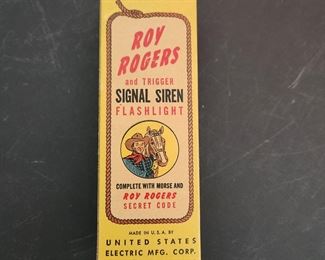 ROY
ROGERS
and TRIGGER
SIGNAL SIREN
FLASHLIGHT
COMPLETE WITH MORSE AND
ROY ROGERS
SECRET CODE
MADE IN U.S.A. BY
UNITED STATES
ELECTRIC MFG. CORP.